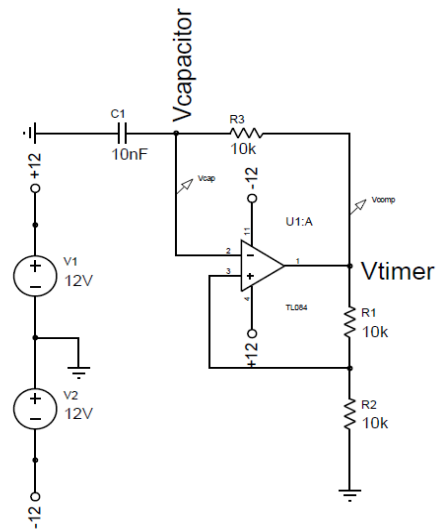 Vcapacitor
C1
10nF
R3
10k
+12
Vcap
-12
Vcomp
U1:A
11
2
3
1
4
Vtimer
V1
12V
TL084
R1
10k
+12
V2
12V
R2
10k
-12